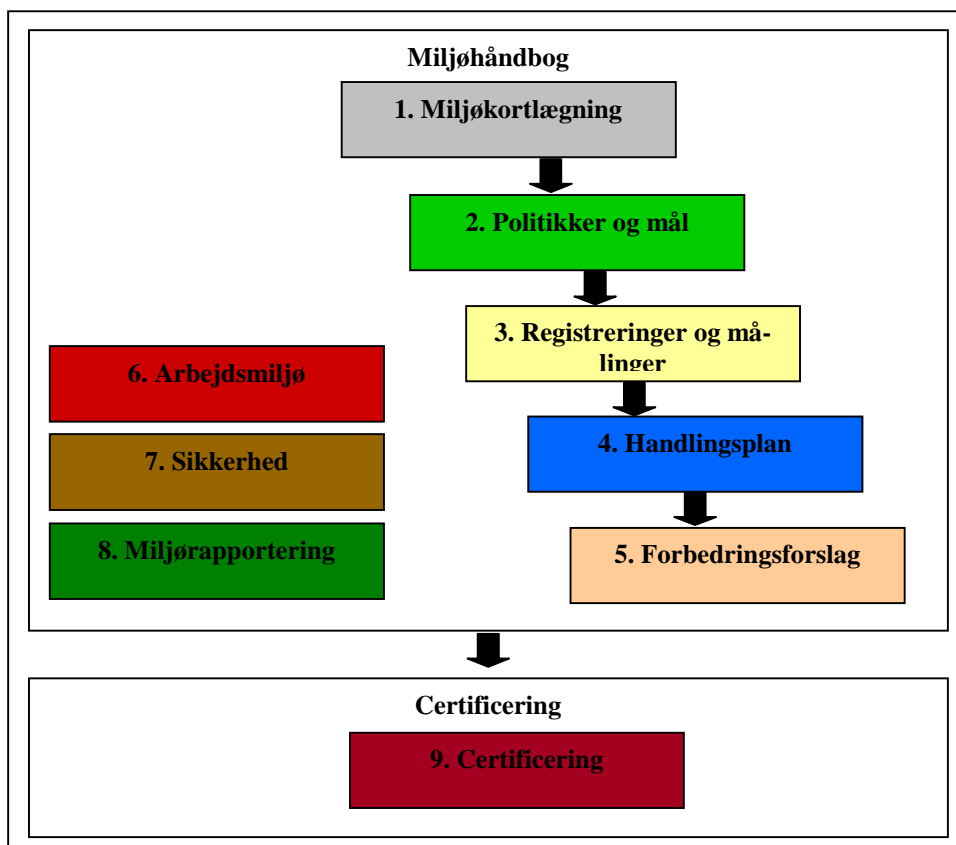 Miljøhåndbog
1. Miljøkortlægning
2. Politikker og mål
3. Registreringer og må-
linger
4. Handlingsplan
5. Forbedringsforslag
6. Arbejdsmiljø
7. Sikkerhed
8. Miljørapportering
Certificering
9. Certificering